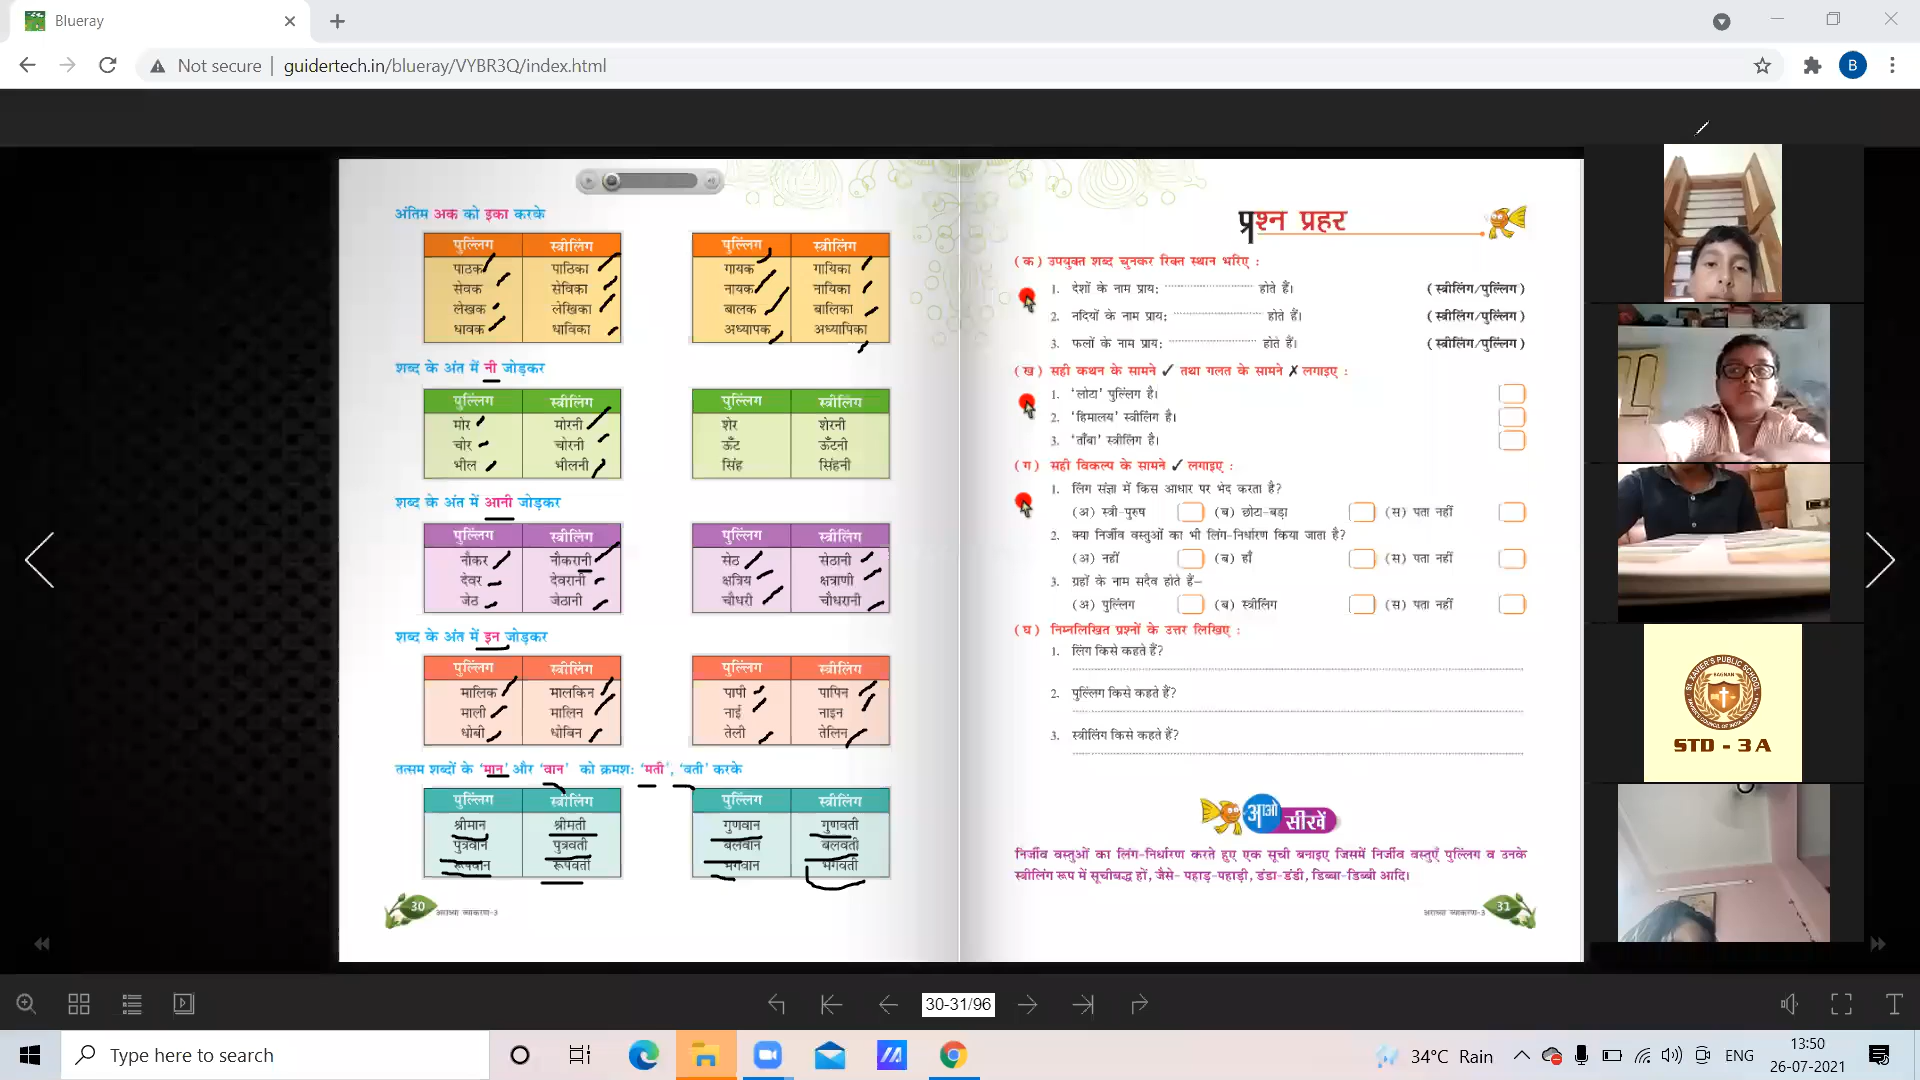 Blueray
Not secure | guidertech.in/blueray/VYBR3Q/index.html
अंतिम अक को इका करके
पुल्लिंग स्त्रीलिंग पुल्लिंग स्त्रीलिंग
पाठक पाठिका गायक गायिका
सेवक सेविका नायक नायिका
लेखक लेखिका बालक बालिका
धावक धाविका अध्यापक अध्यापिका
शब्द के अंत में नी जोड़कर
पुल्लिंग स्त्रीलिंग पुल्लिंग स्त्रीलिंग
मोर मोरनी शेर शेरनी
चोर चोरनी ऊँट ऊँटनी
भील भीलनी सिंह सिंहनी
शब्द के अंत में आनी जोड़कर
पुल्लिंग स्त्रीलिंग पुल्लिंग स्त्रीलिंग
नौकर नौकरानी सेठ सेठानी
देवर देवरानी क्षत्रिय क्षत्राणी
जेठ जेठानी चौधरी चौधरानी
शब्द के अंत में इन जोड़कर
पुल्लिंग स्त्रीलिंग पुल्लिंग स्त्रीलिंग
मालिक मालकिन पापी पापिन
माली मालिन नाई नाइन
धोबी धोबिन तेली तेलिन
तत्सम शब्दों के ‘मान’ और ‘वान’ को क्रमश: ‘मती’, ‘वती’ करके
पुल्लिंग स्त्रीलिंग पुल्लिंग स्त्रीलिंग
श्रीमान श्रीमती गुणवान गुणवती
पुत्रवान पुत्रवती बलवान बलवती
रूपवान रूपवती भगवान भगवती
30 अराध्या व्याकरण-3
प्रश्न प्रहर
(क) उपयुक्त शब्द चुनकर रिक्त स्थान भरिए :
1. देशों के नाम प्राय: .................... होते हैं। (स्त्रीलिंग/पुल्लिंग)
2. नदियों के नाम प्राय: .................... होते हैं। (स्त्रीलिंग/पुल्लिंग)
3. फलों के नाम प्राय: .................... होते हैं। (स्त्रीलिंग/पुल्लिंग)
(ख) सही कथन के सामने ✓ तथा गलत के सामने ✗ लगाइए :
1. ‘लोटा’ पुल्लिंग है।
2. ‘हिमालय’ स्त्रीलिंग है।
3. ‘ताँबा’ स्त्रीलिंग है।
(ग) सही विकल्प के सामने ✓ लगाइए :
1. लिंग संज्ञा में किस आधार पर भेद करता है?
(अ) स्त्री-पुरुष (ब) छोटा-बड़ा (स) पता नहीं
2. क्या निर्जीव वस्तुओं का भी लिंग-निर्धारण किया जाता है?
(अ) नहीं (ब) हाँ (स) पता नहीं
3. ग्रहों के नाम सदैव होते हैं–
(अ) पुल्लिंग (ब) स्त्रीलिंग (स) पता नहीं
(घ) निम्नलिखित प्रश्नों के उत्तर लिखिए :
1. लिंग किसे कहते हैं?
2. पुल्लिंग किसे कहते हैं?
3. स्त्रीलिंग किसे कहते हैं?
आओ सीखें
निर्जीव वस्तुओं का लिंग-निर्धारण करते हुए एक सूची बनाइए जिसमें निर्जीव वस्तुएँ पुल्लिंग व उनके
स्त्रीलिंग रूप में सूचीबद्ध हों, जैसे- पहाड़-पहाड़ी, डंडा-डंडी, डिब्बा-डिब्बी आदि।
अराध्या व्याकरण-3 31
STD - 3 A
30-31/96
Type here to search
34°C Rain
ENG
13:50
26-07-2021
B